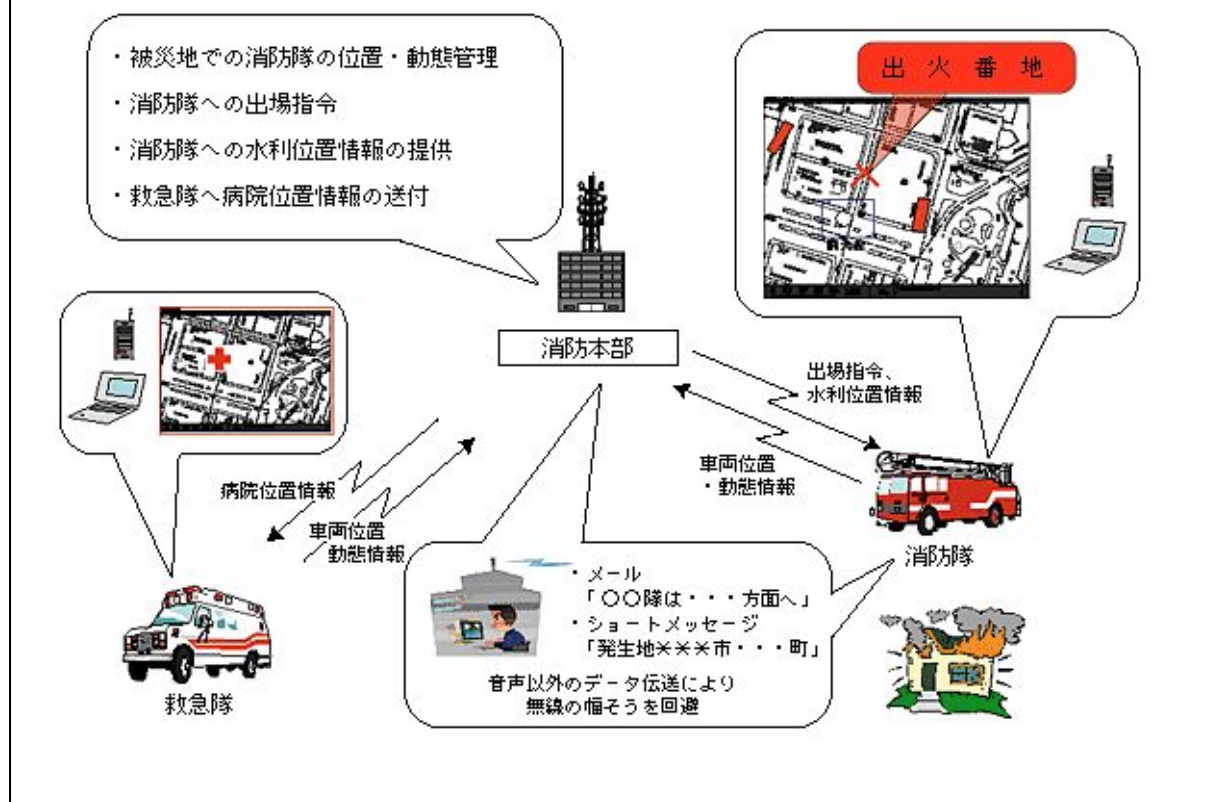 ・被災地での消防隊の位置・動態管理
・消防隊への出場指令
・消防隊への水利位置情報の提供
・救急隊へ病院位置情報の送付
出火番地
消防本部
出場指令、
水利位置情報
車両位置
・動態情報
病院位置情報
車両位置
動態情報
消防隊
救急隊
・メール
「〇〇隊は・・・方面へ」
・ショートメッセージ
「発生地＊＊＊市・・・町」
音声以外のデータ伝送により
無線の幅そうを回避